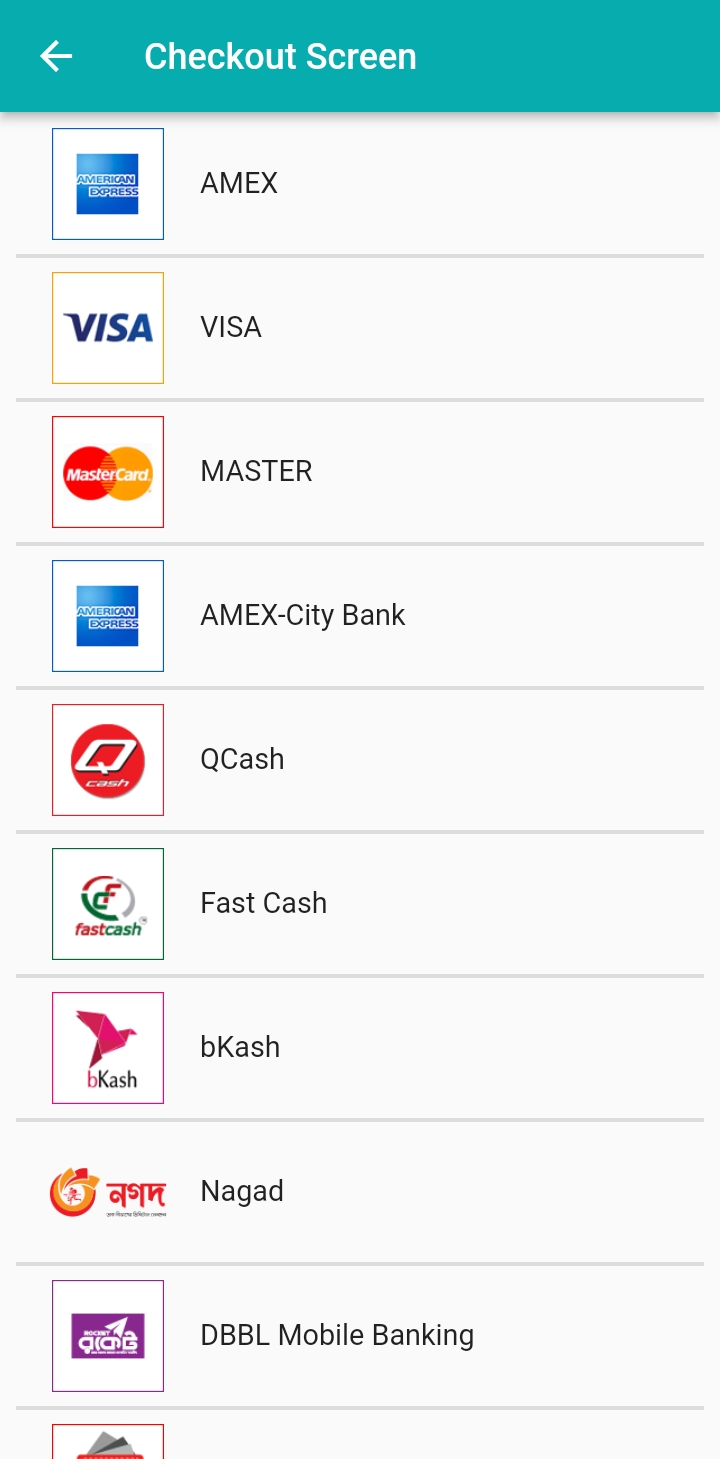 Checkout Screen
AMERICAN
EXPRESS
AMEX
VISA
VISA
MasterCard
MASTER
AMERICAN
EXPRESS
AMEX-City Bank
Q
cash
QCash
fastcash
Fast Cash
bKash
bKash
নগদ
Nagad
ROCKET
রকেট
DBBL Mobile Banking